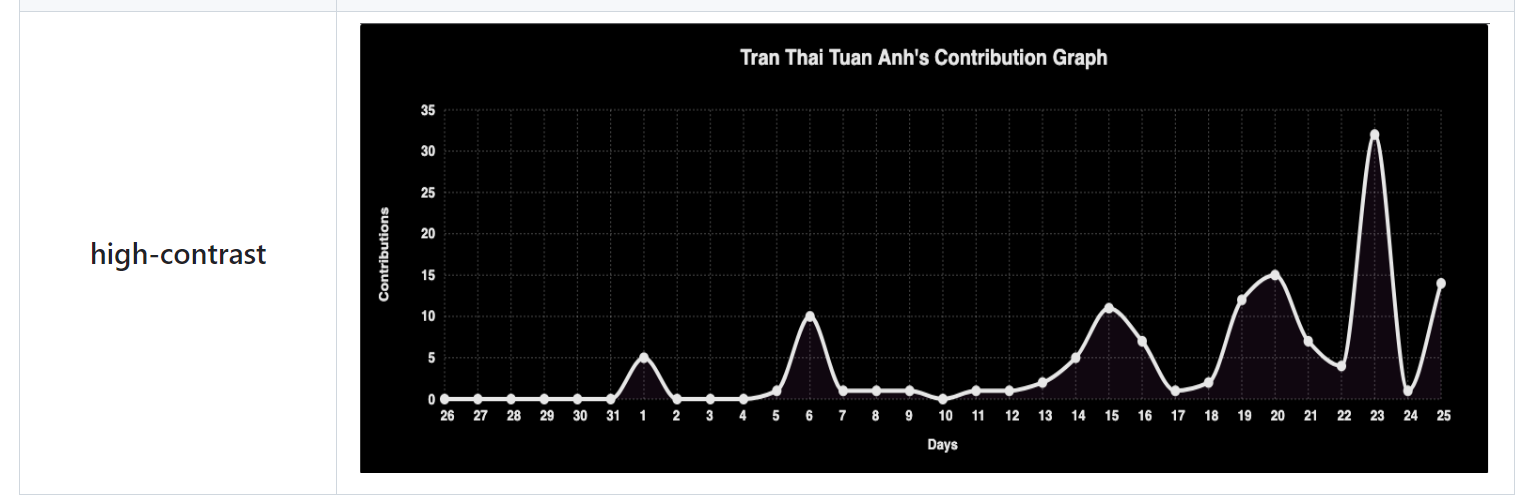 high-contrast
Tran Thai Tuan Anh's Contribution Graph
Contributions
35
30
25
20
15
10
5
0
26 27 28 29 30 31 1 2 3 4 5 6 7 8 9 10 11 12 13 14 15 16 17 18 19 20 21 22 23 24 25
Days